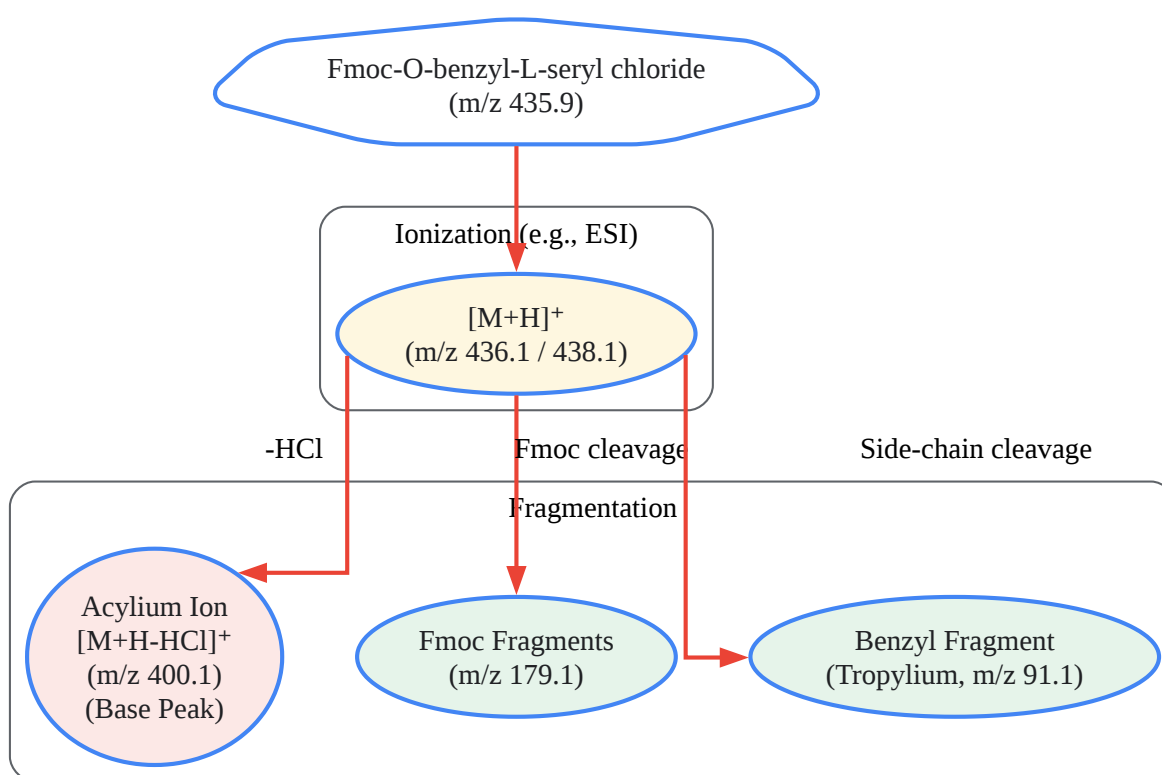 Fmoc-O-benzyl-L-seryl chloride
(m/z 435.9)
Ionization (e.g., ESI)
[M+H]⁺
(m/z 436.1 / 438.1)
-HCl
Fmoc cleavage
Side-chain cleavage
Fragmentation
Acylium Ion
[M+H-HCl]⁺
(m/z 400.1)
(Base Peak)
Fmoc Fragments
(m/z 179.1)
Benzyl Fragment
(Tropylium, m/z 91.1)